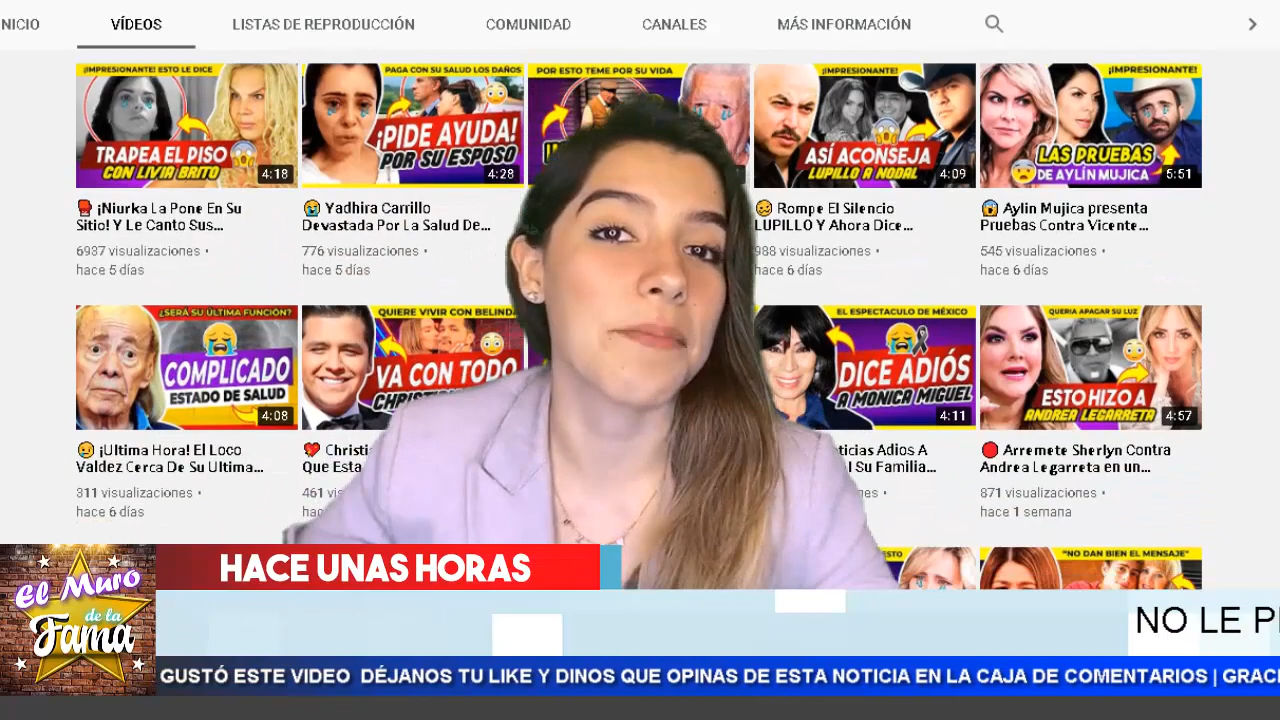 NICIO
VÍDEOS
LISTAS DE REPRODUCCIÓN
COMUNIDAD
CANALES
MÁS INFORMACIÓN
¡IMPRESIONANTE! ESTO LE DICE
TRAPEA EL PISO
CON LIVIA BRITO
4:18
PAGA CON SU SALUD LOS DAÑOS
¡PIDE AYUDA!
POR SU ESPOSO
4:28
POR ESTO TEME POR SU VIDA
¡IMPRESIONANTE!
ASÍ ACONSEJA
LUPILLO A NODAL
4:09
¡IMPRESIONANTE!
LAS PRUEBAS
DE AYLÍN MUJICA
5:51
¡Niurka La Pone En Su
Sitio! Y Le Canto Sus...
6937 visualizaciones •
hace 5 días
Yadhira Carrillo
Devastada Por La Salud De...
776 visualizaciones •
hace 5 días
Rompe El Silencio
LUPILLO Y Ahora Dice...
988 visualizaciones •
hace 6 días
Aylin Mujica presenta
Pruebas Contra Vicente...
545 visualizaciones •
hace 6 días
¿SERÁ SU ÚLTIMA FUNCIÓN?
COMPLICADO
ESTADO DE SALUD
4:08
QUIERE VIVIR CON BELINDA
VA CON TODO
EL ESPECTACULO DE MÉXICO
DICE ADIÓS
A MONICA MIGUEL
4:11
QUERIA APAGAR SU LUZ
ESTO HIZO A
ANDREA LEGARRETA
4:57
¡Ultima Hora! El Loco
Valdez Cerca De Su Ultima...
311 visualizaciones •
hace 6 días
Christi
Que Esta
461 vi
hace 6
ticias Adios A
l Su Familia...
nes •
Arremete Sherlyn Contra
Andrea Legarreta en un...
871 visualizaciones •
hace 1 semana
ESTO
"NO DAN BIEN EL MENSAJE"
HACE UNAS HORAS
El Muro
de la
Fama
NO LE P
GUSTÓ ESTE VIDEO DÉJANOS TU LIKE Y DINOS QUE OPINAS DE ESTA NOTICIA EN LA CAJA DE COMENTARIOS | GRACI